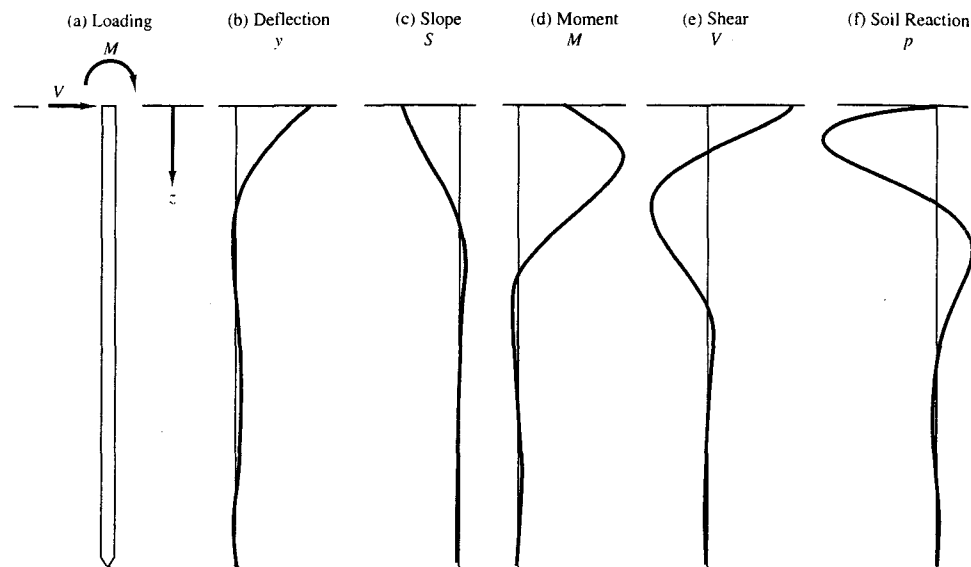 (a) Loading
M
V
z
(b) Deflection
y
(c) Slope
S
(d) Moment
M
(e) Shear
V
(f) Soil Reaction
p